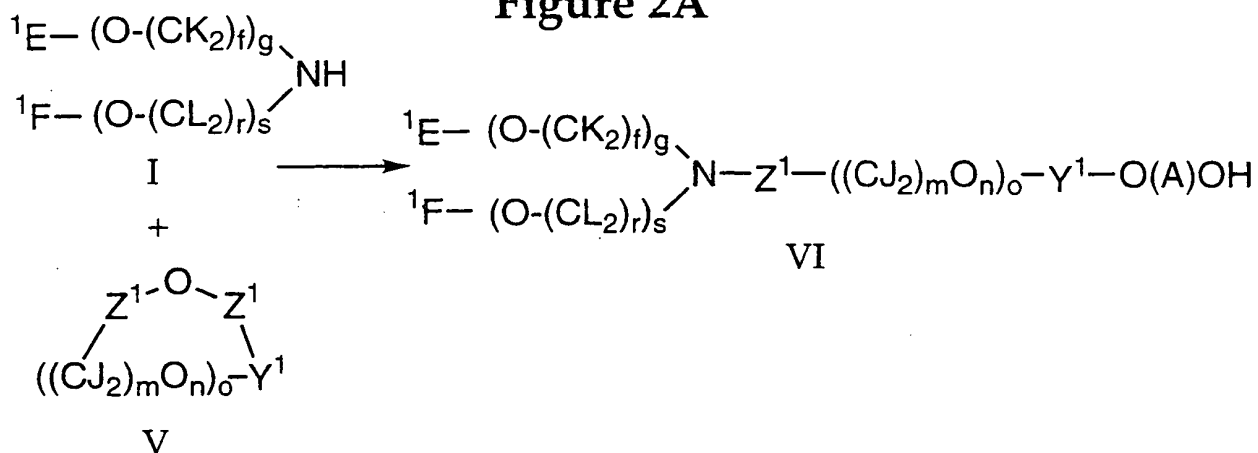 Figure 2A
¹E— (O-(CK₂)f)g
NH
¹F— (O-(CL₂)r)s
I
+
Z¹-O-Z¹
((CJ₂)mOn)o-Y¹
V
¹E— (O-(CK₂)f)g
N—Z¹—((CJ₂)mOn)o—Y¹—O(A)OH
¹F— (O-(CL₂)r)s
VI